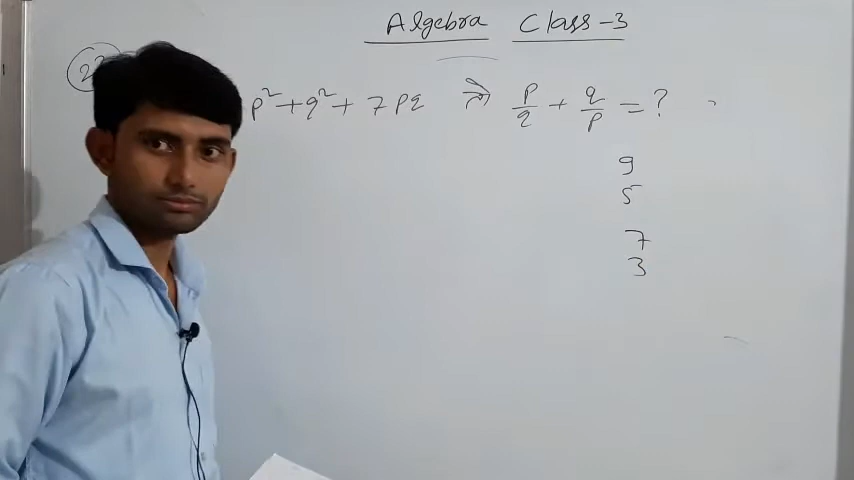 Algebra Class-3
p²+q²+7pq तो p/q + q/p = ?
9
5
7
3